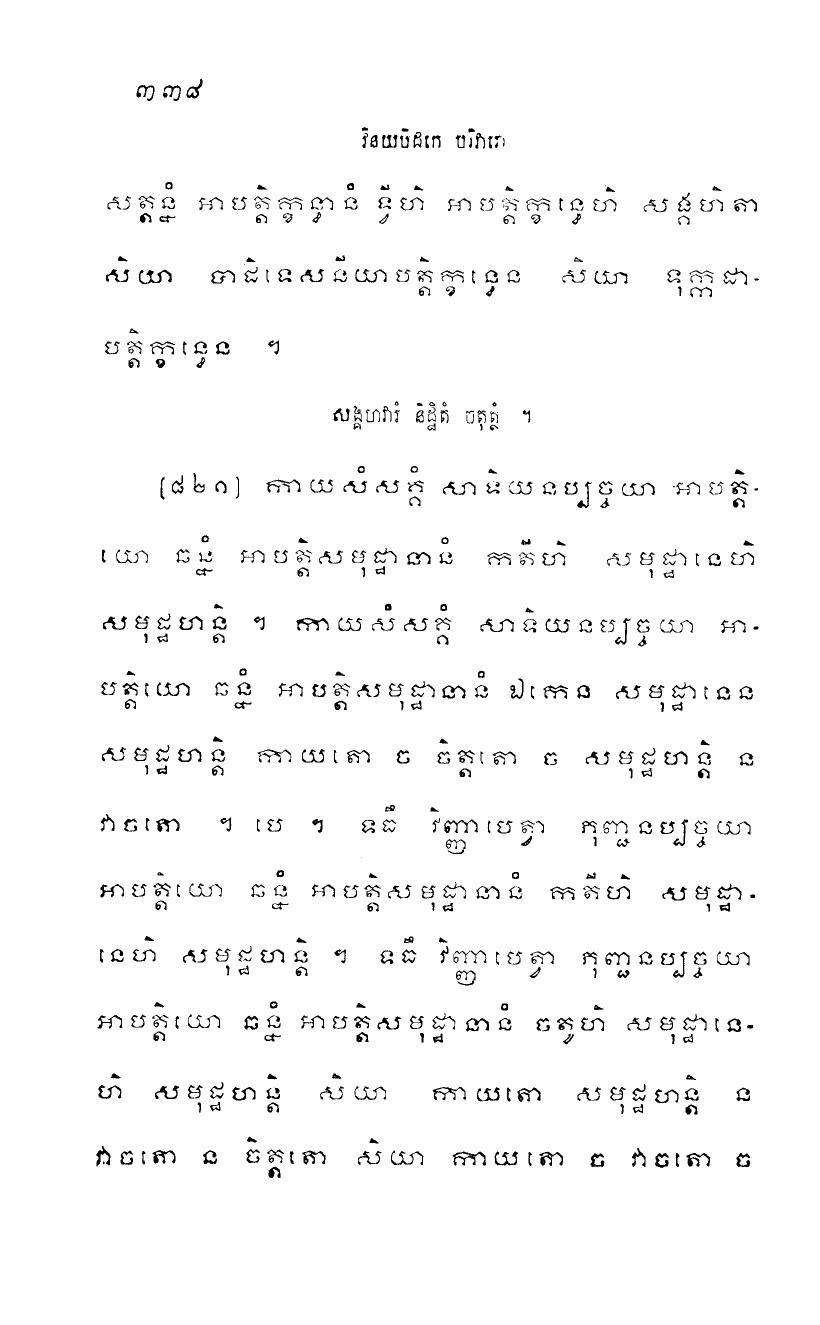 ៣៣៨
វិនយបិដកេ បរិវារោ
សត្តន្នំ អាបត្តិក្ខន្ធានំ ទ្វីហិ អាបត្តិក្ខន្ធេហិ សង្គហិតា
សិយា បាដិទេសនីយាបត្តិក្ខន្ធេន សិយា ទុក្កដា-
បត្តិក្ខន្ធេន ។
សង្គហវារំ និដ្ឋិតំ ចតុត្ថំ ។
[៨២១] កាយសំសគ្គំ សាទិយនប្បច្ចយា អាបត្តិ-
យោ ឆន្នំ អាបត្តិសមុដ្ឋានានំ កតីហិ សមុដ្ឋានេហិ
សមុដ្ឋហន្តិ ។ កាយសំសគ្គំ សាទិយនប្បច្ចយា អា-
បត្តិយោ ឆន្នំ អាបត្តិសមុដ្ឋានានំ ឯកេន សមុដ្ឋានេន
សមុដ្ឋហន្តិ កាយតោ ច ចិត្តតោ ច សមុដ្ឋហន្តិ ន
វាចតោ ។ បេ ។ ទធឹ វិញ្ញាបេត្វា ភុញ្ជនប្បច្ចយា
អាបត្តិយោ ឆន្នំ អាបត្តិសមុដ្ឋានានំ កតីហិ សមុដ្ឋា-
នេហិ សមុដ្ឋហន្តិ ។ ទធឹ វិញ្ញាបេត្វា ភុញ្ជនប្បច្ចយា
អាបត្តិយោ ឆន្នំ អាបត្តិសមុដ្ឋានានំ ចតូហិ សមុដ្ឋានេ-
ហិ សមុដ្ឋហន្តិ សិយា កាយតោ សមុដ្ឋហន្តិ ន
វាចតោ ន ចិត្តតោ សិយា កាយតោ ច វាចតោ ច